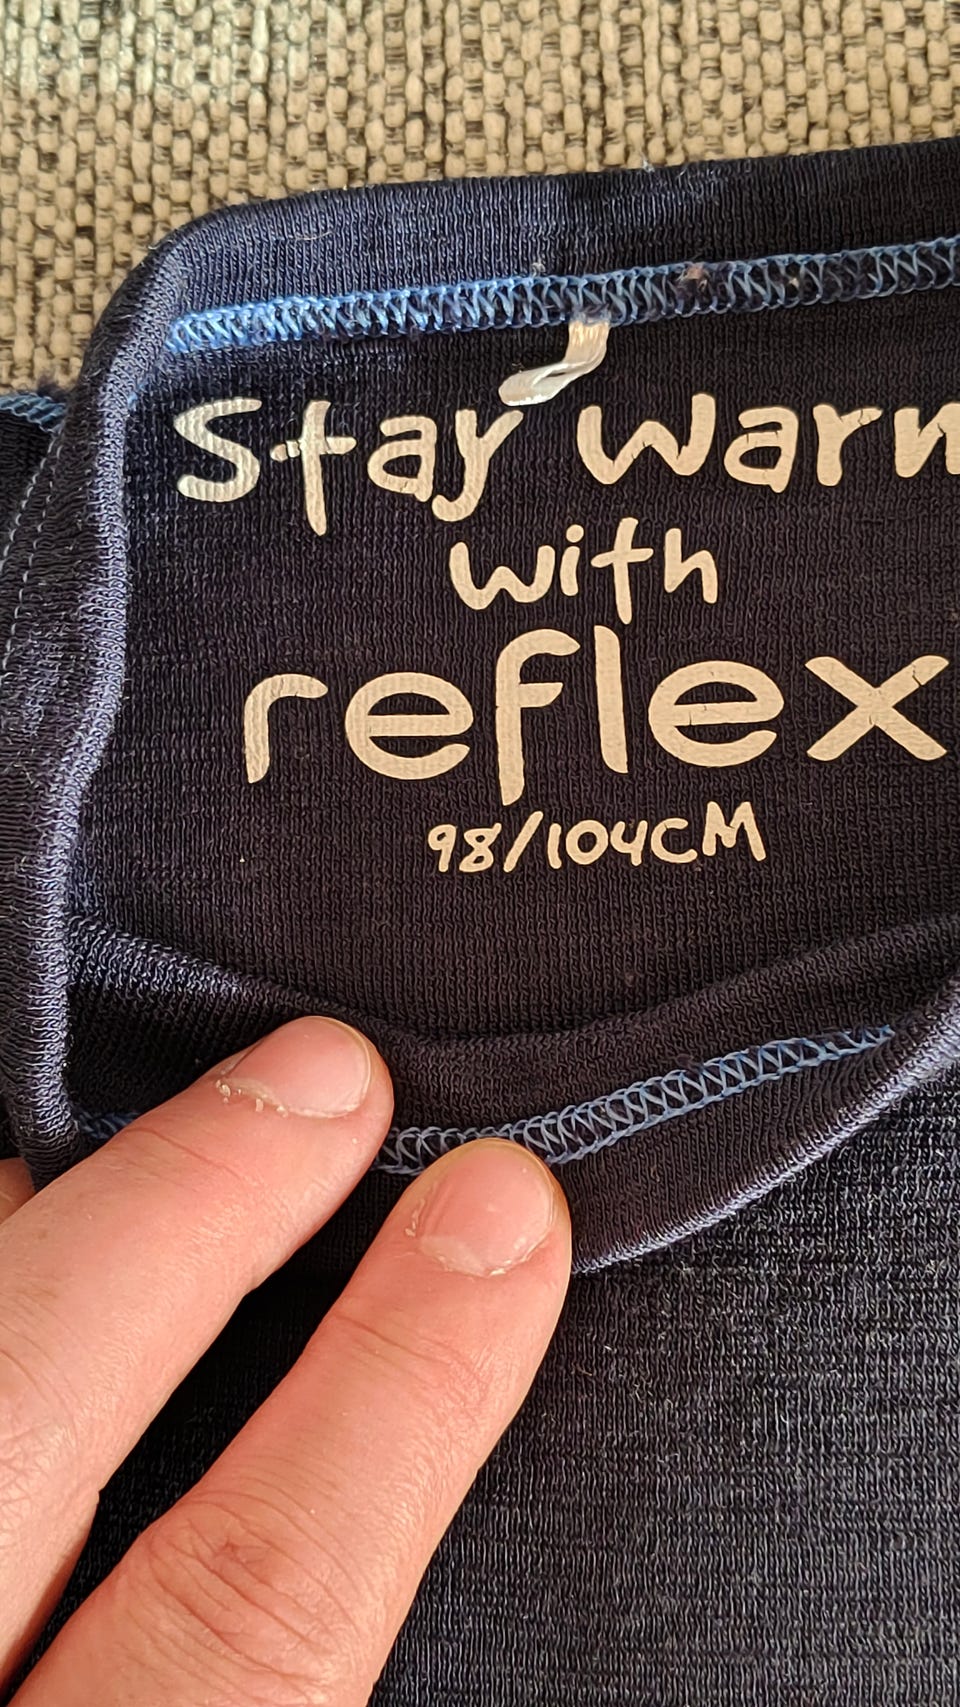 Stay warm
with
reflex
98/104CM